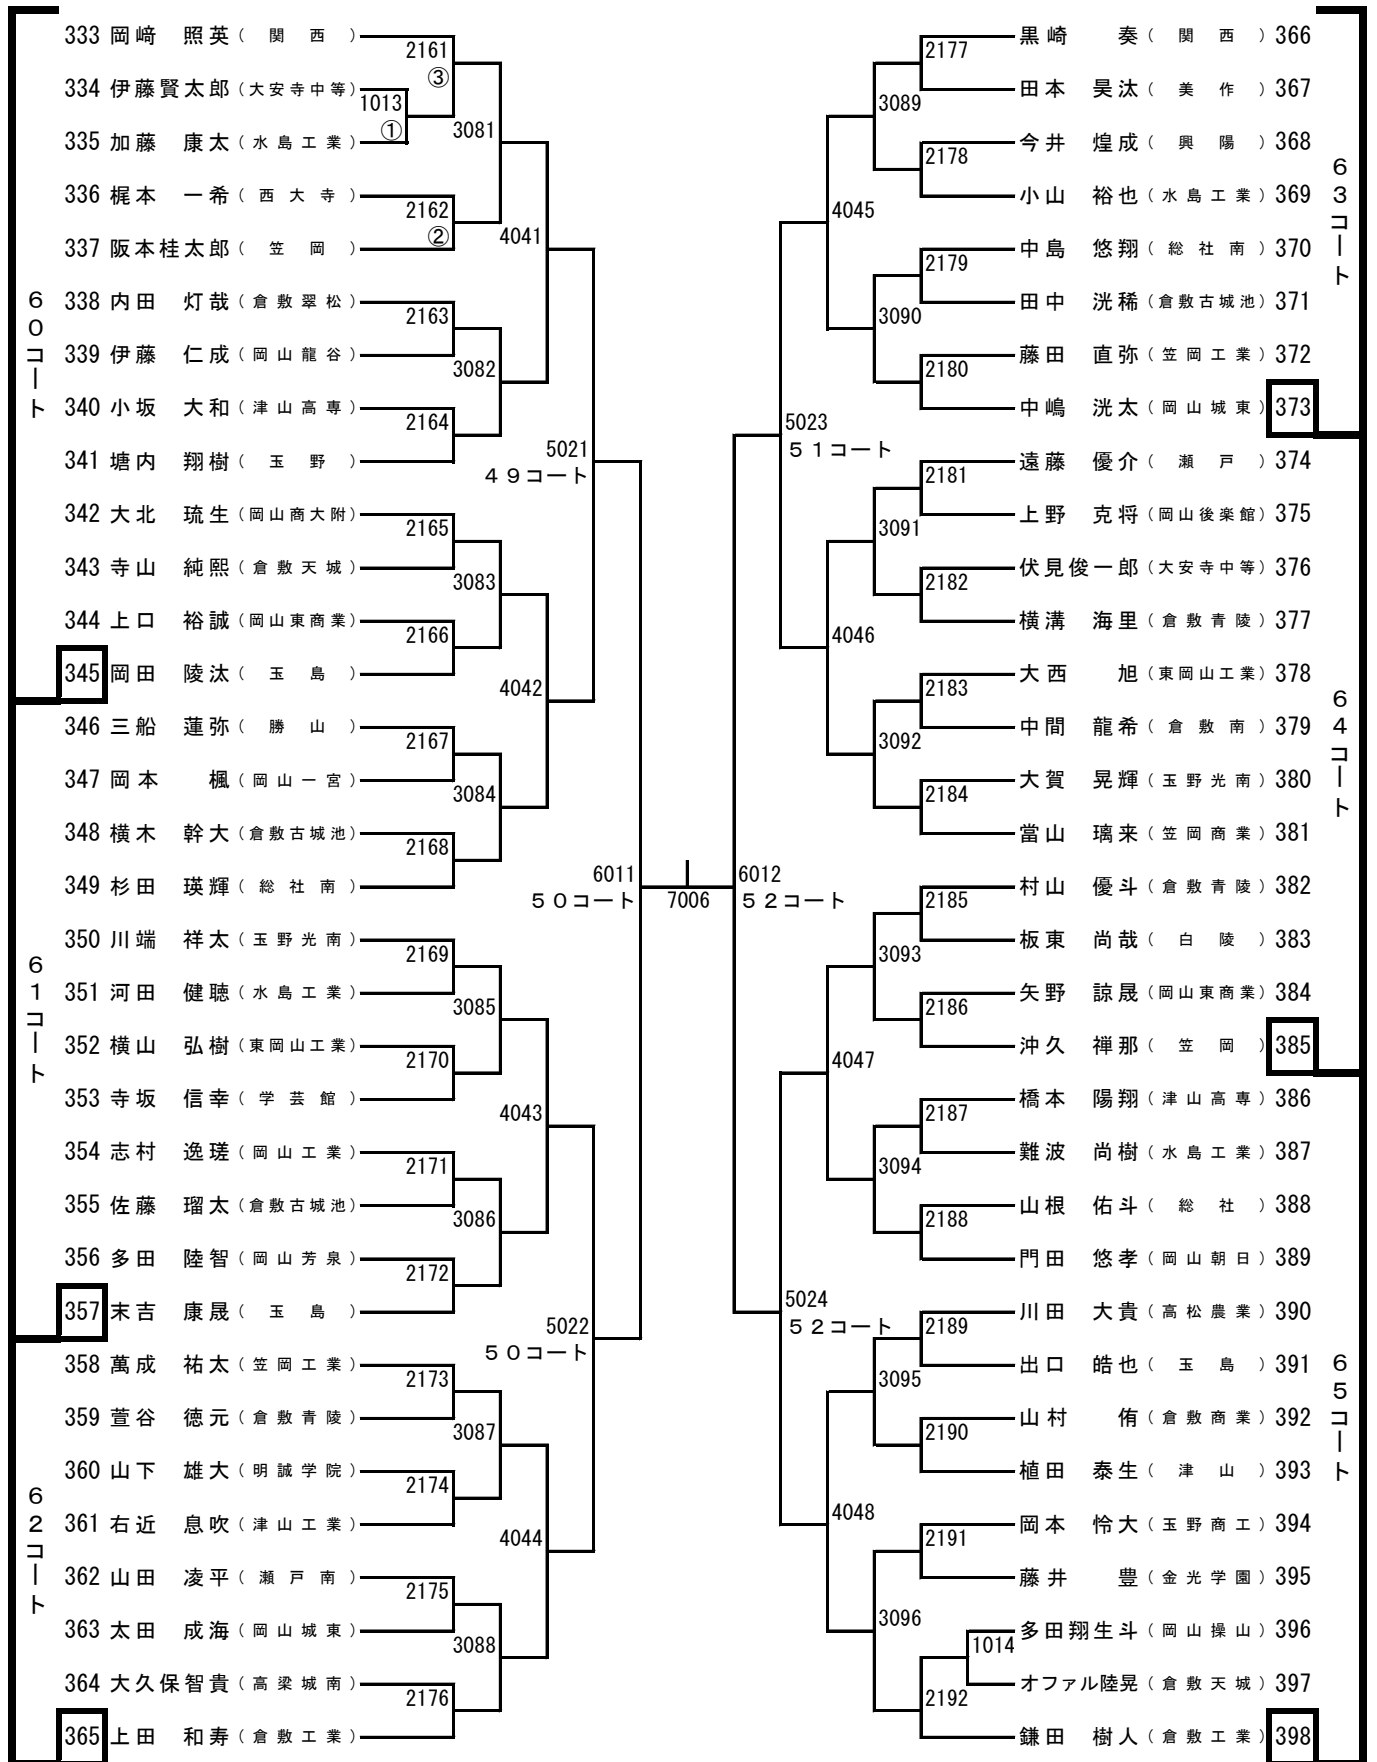 333 岡﨑 照英 (関西)
2161
③
334 伊藤賢太郎 (大安寺中等)
1013
①
335 加藤 康太 (水島工業)
3081
336 梶本 一希 (西大寺)
2162
②
337 阪本桂太郎 (笠岡)
4041
60コート
338 内田 灯哉 (倉敷翠松)
2163
339 伊藤 仁成 (岡山龍谷)
3082
340 小坂 大和 (津山高専)
2164
341 塘内 翔樹 (玉野)
5021
49コート
342 大北 琉生 (岡山商大附)
2165
343 寺山 純熙 (倉敷天城)
3083
344 上口 裕誠 (岡山東商業)
2166
345 岡田 陵汰 (玉島)
4042
346 三船 蓮弥 (勝山)
2167
347 岡本 楓 (岡山一宮)
3084
348 横木 幹大 (倉敷古城池)
2168
349 杉田 瑛輝 (総社南)
6011
50コート
61コート
350 川端 祥太 (玉野光南)
2169
351 河田 健聴 (水島工業)
3085
352 横山 弘樹 (東岡山工業)
2170
353 寺坂 信幸 (学芸館)
4043
354 志村 逸瑳 (岡山工業)
2171
355 佐藤 瑠太 (倉敷古城池)
3086
356 多田 陸智 (岡山芳泉)
2172
357 末吉 康晟 (玉島)
5022
50コート
358 萬成 祐太 (笠岡工業)
2173
359 萱谷 徳元 (倉敷青陵)
3087
360 山下 雄大 (明誠学院)
2174
62コート
361 右近 息吹 (津山工業)
4044
362 山田 凌平 (瀬戸南)
2175
363 太田 成海 (岡山城東)
3088
364 大久保智貴 (高梁城南)
2176
365 上田 和寿 (倉敷工業)
7006
黒崎 奏 (関西) 366
2177
田本 昊汰 (美作) 367
3089
今井 煌成 (興陽) 368
2178
小山 裕也 (水島工業) 369
63コート
4045
中島 悠翔 (総社南) 370
2179
田中 洸稀 (倉敷古城池) 371
3090
藤田 直弥 (笠岡工業) 372
2180
中嶋 洸太 (岡山城東) 373
5023
51コート
遠藤 優介 (瀬戸) 374
2181
上野 克将 (岡山後楽館) 375
3091
伏見俊一郎 (大安寺中等) 376
2182
横溝 海里 (倉敷青陵) 377
4046
大西 旭 (東岡山工業) 378
2183
中間 龍希 (倉敷南) 379
64コート
3092
大賀 晃輝 (玉野光南) 380
2184
當山 璃来 (笠岡商業) 381
6012
52コート
村山 優斗 (倉敷青陵) 382
2185
板東 尚哉 (白陵) 383
3093
矢野 諒晟 (岡山東商業) 384
2186
沖久 禅那 (笠岡) 385
4047
橋本 陽翔 (津山高専) 386
2187
難波 尚樹 (水島工業) 387
3094
山根 佑斗 (総社) 388
2188
門田 悠孝 (岡山朝日) 389
5024
52コート
川田 大貴 (高松農業) 390
2189
出口 皓也 (玉島) 391
65コート
3095
山村 侑 (倉敷商業) 392
2190
植田 泰生 (津山) 393
4048
岡本 怜大 (玉野商工) 394
2191
藤井 豊 (金光学園) 395
3096
多田翔生斗 (岡山操山) 396
1014
オファル陸晃 (倉敷天城) 397
2192
鎌田 樹人 (倉敷工業) 398